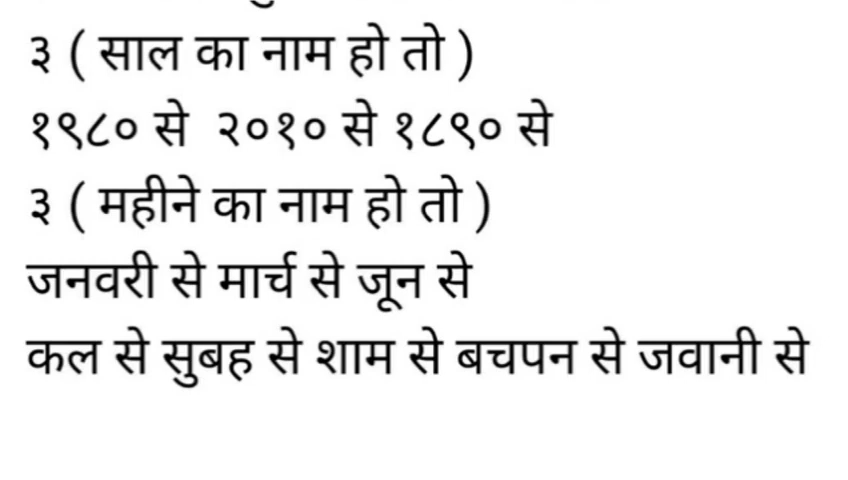 ३ ( साल का नाम हो तो )
१९८० से २०१० से १८९० से
३ ( महीने का नाम हो तो )
जनवरी से मार्च से जून से
कल से सुबह से शाम से बचपन से जवानी से